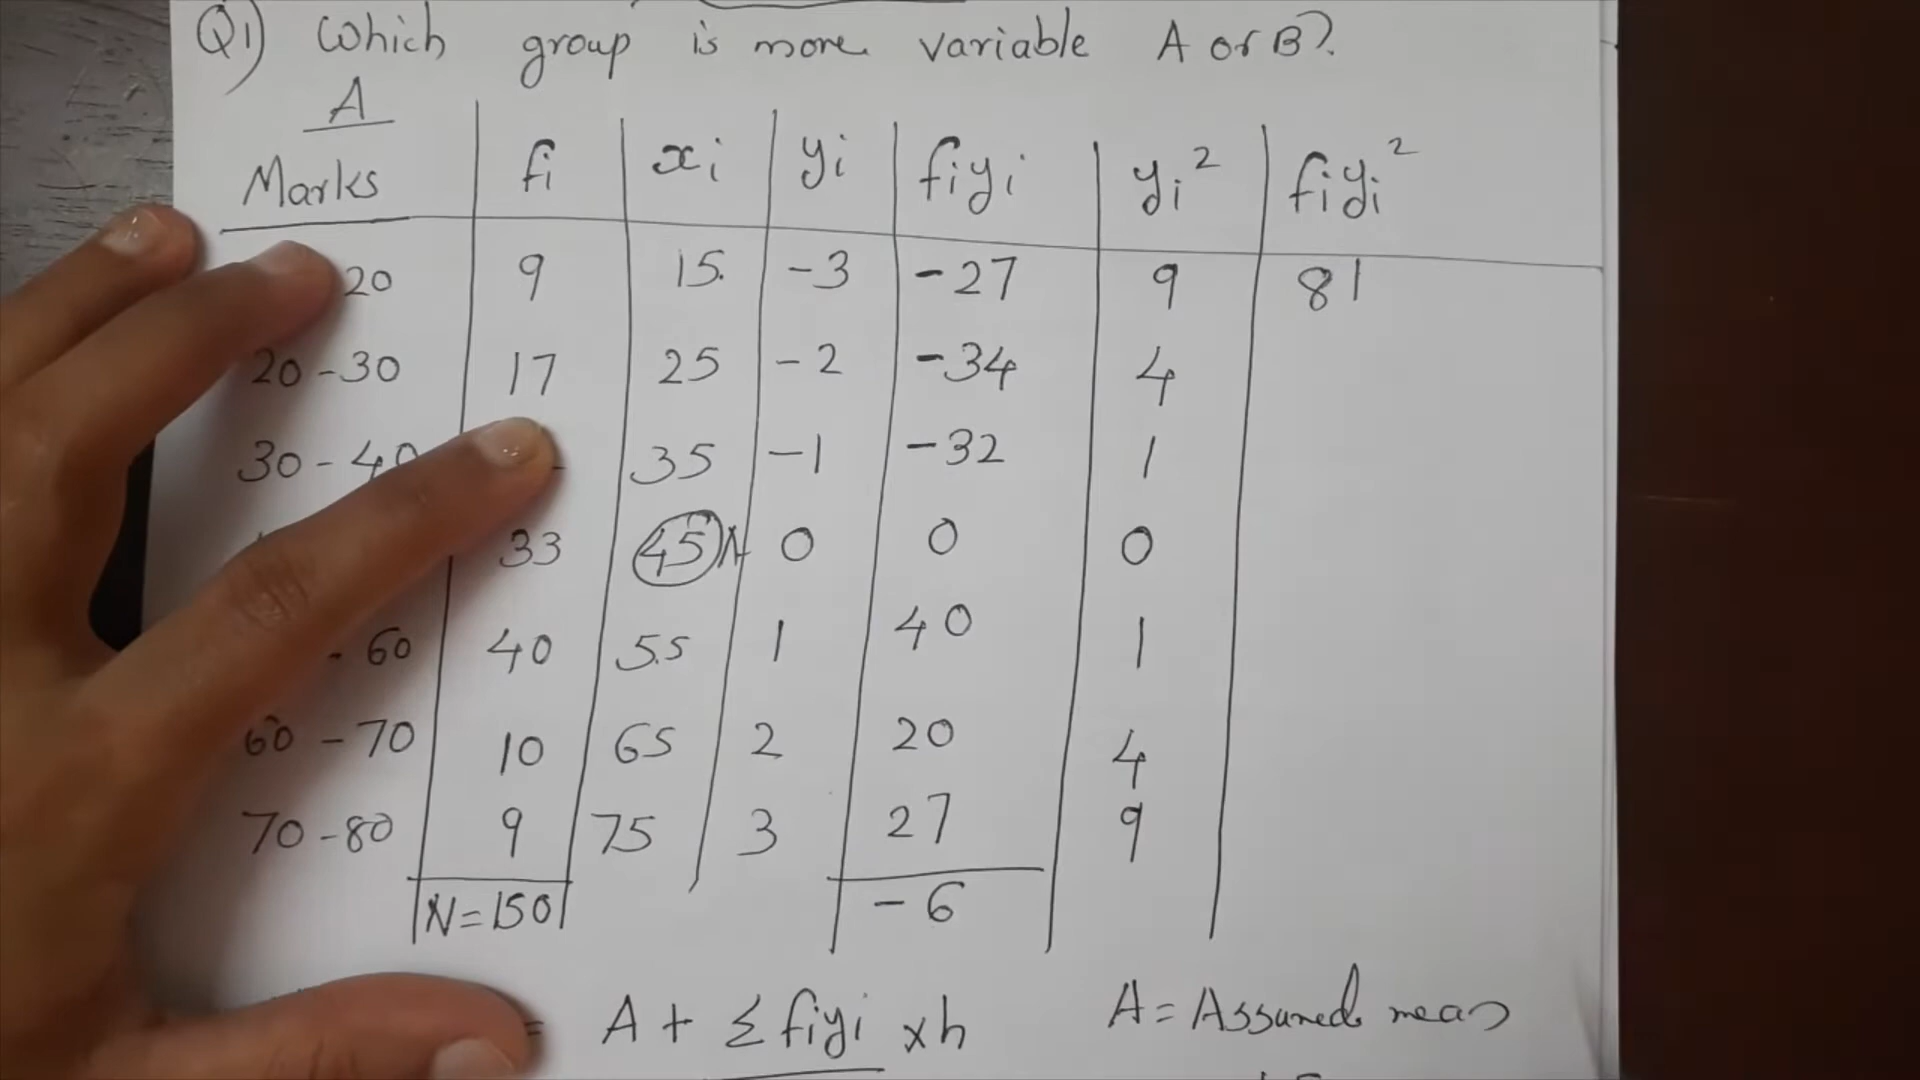 Q1) Which group is more variable A or B?
A
Marks fi xi yi fiyi yi² fiyi²
20 9 15 -3 -27 9 81
20-30 17 25 -2 -34 4
30-40 35 -1 -32 1
33 45 A 0 0 0
- 60 40 55 1 40 1
60-70 10 65 2 20 4
70-80 9 75 3 27 9
N=150 -6
= A + Σfiyi × h A = Assumed mean